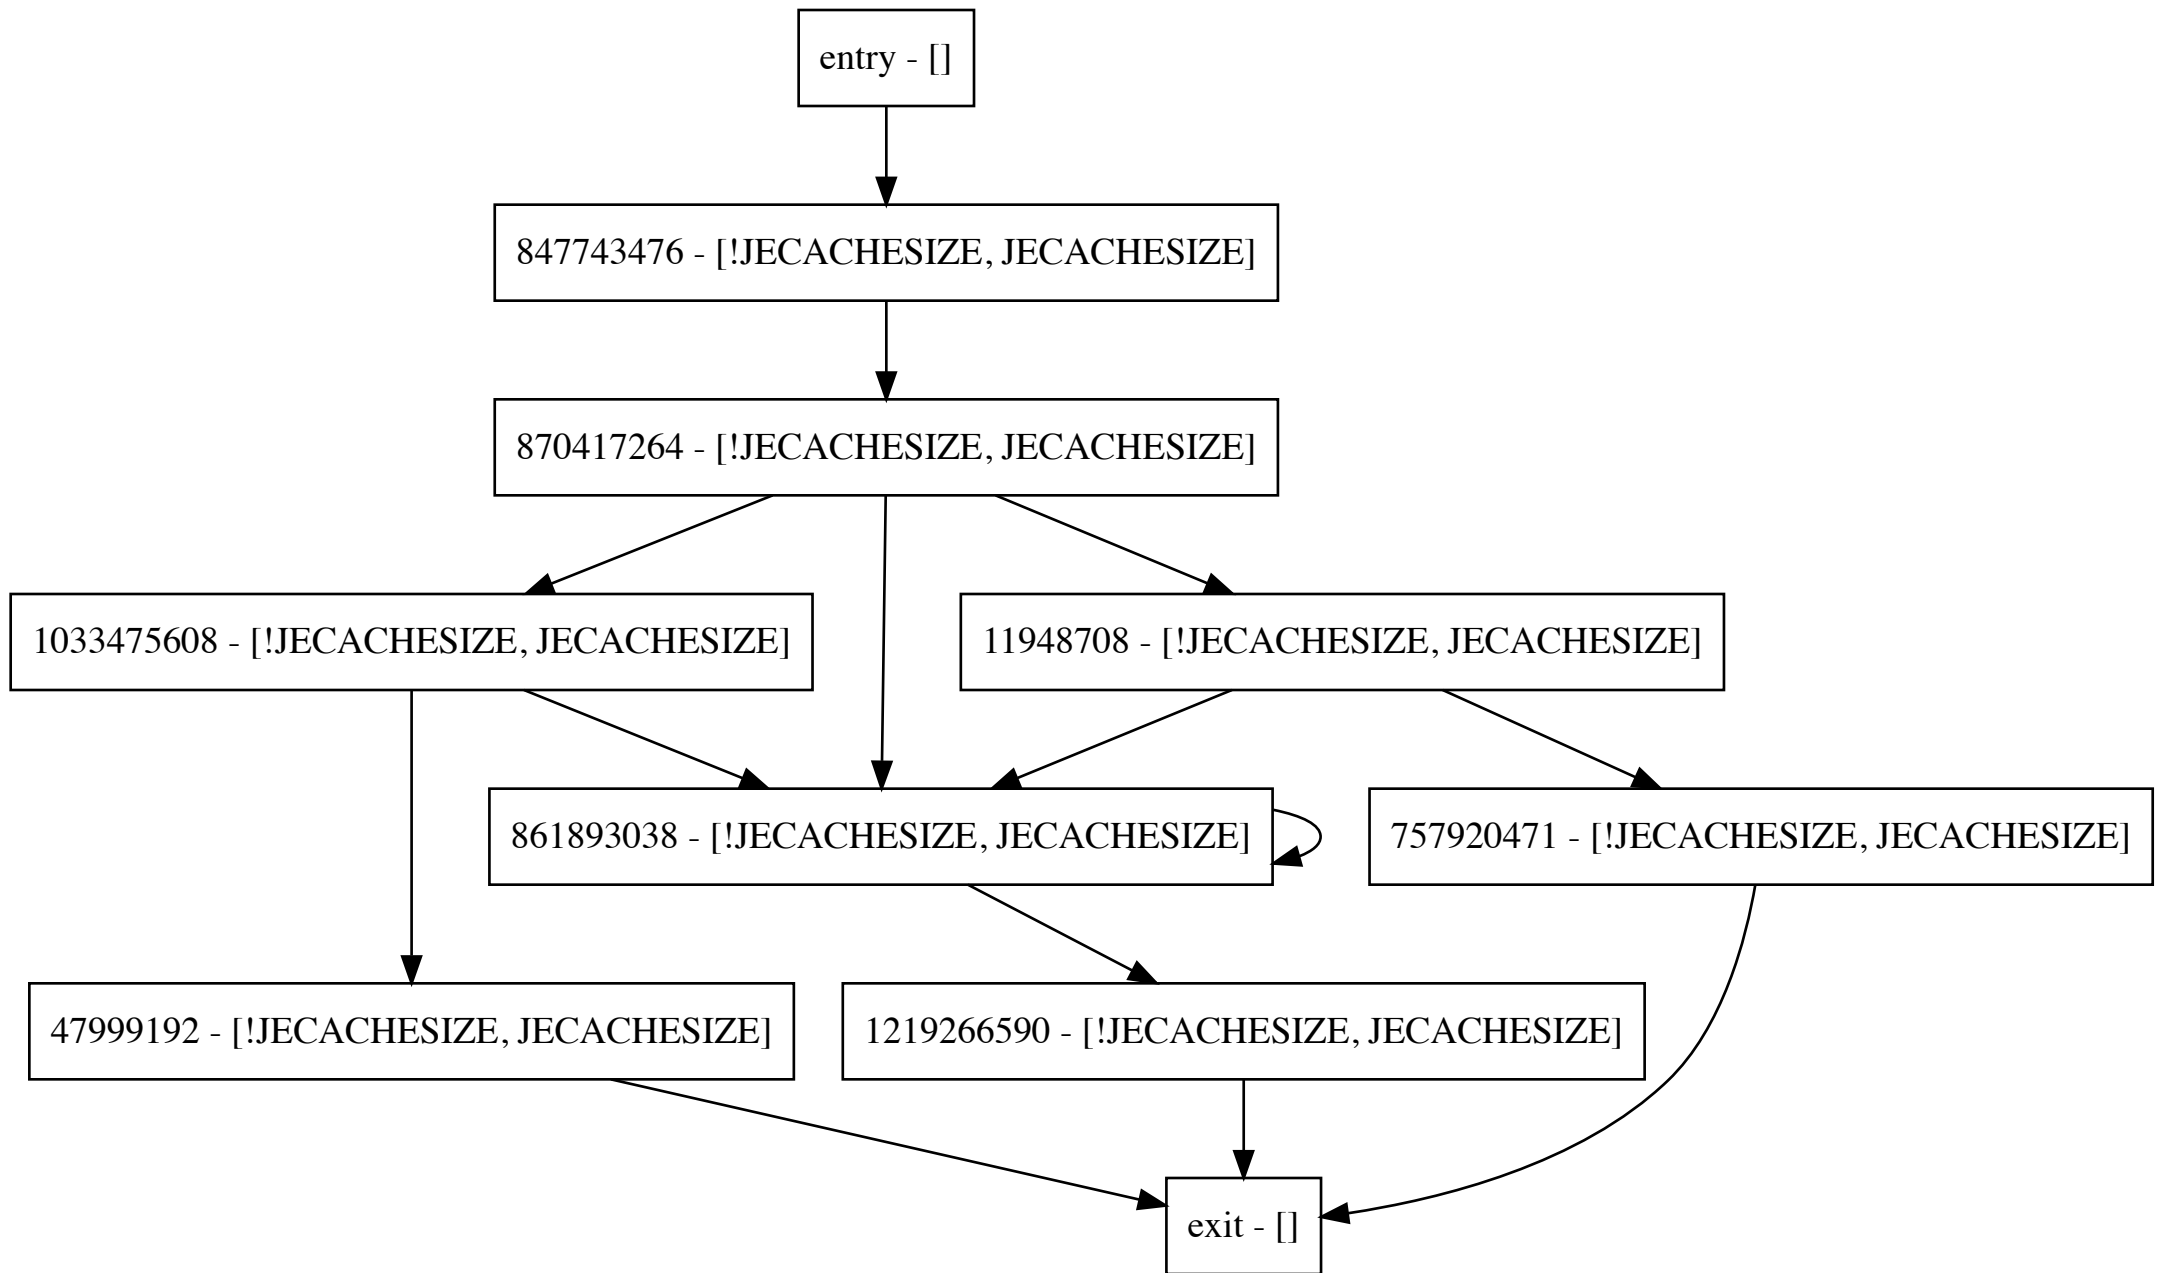 entry - []
847743476 - [!JECACHESIZE, JECACHESIZE]
870417264 - [!JECACHESIZE, JECACHESIZE]
1033475608 - [!JECACHESIZE, JECACHESIZE]
11948708 - [!JECACHESIZE, JECACHESIZE]
861893038 - [!JECACHESIZE, JECACHESIZE]
757920471 - [!JECACHESIZE, JECACHESIZE]
47999192 - [!JECACHESIZE, JECACHESIZE]
1219266590 - [!JECACHESIZE, JECACHESIZE]
exit - []